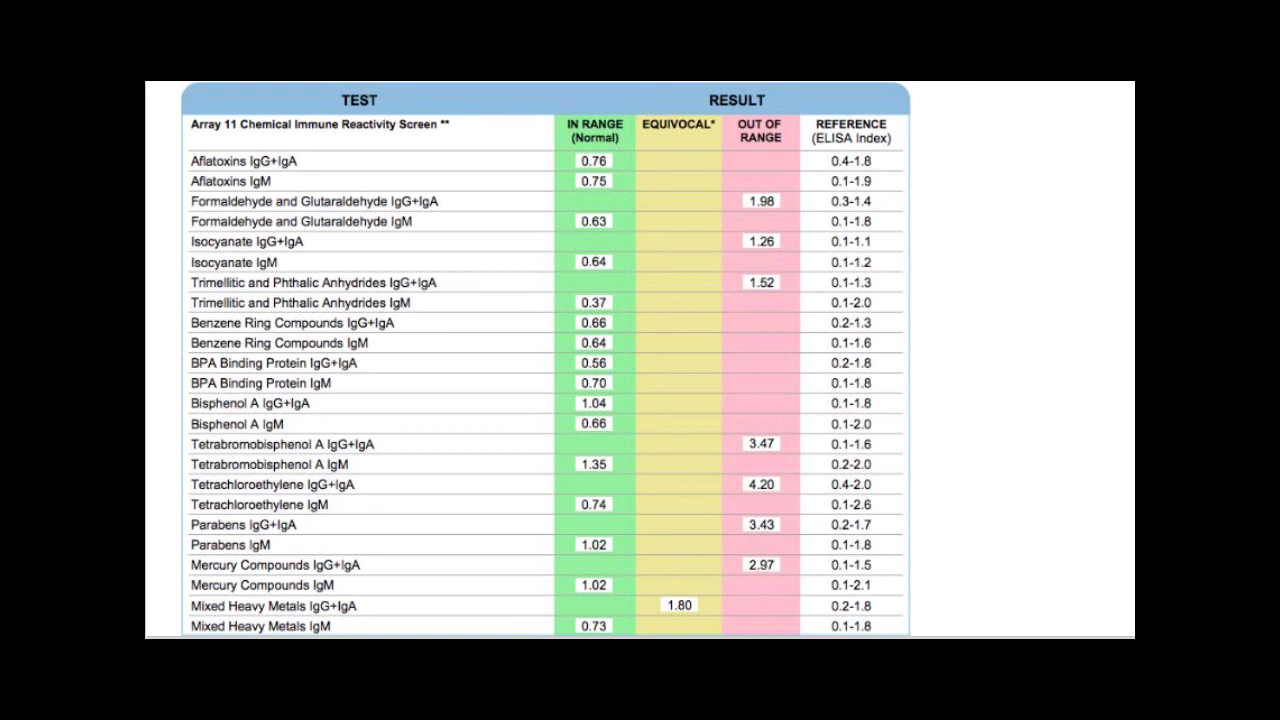 TEST RESULT
Array 11 Chemical Immune Reactivity Screen ** IN RANGE (Normal) EQUIVOCAL* OUT OF RANGE REFERENCE (ELISA Index)
Aflatoxins IgG+IgA 0.76 0.4-1.8
Aflatoxins IgM 0.75 0.1-1.9
Formaldehyde and Glutaraldehyde IgG+IgA 1.98 0.3-1.4
Formaldehyde and Glutaraldehyde IgM 0.63 0.1-1.8
Isocyanate IgG+IgA 1.26 0.1-1.1
Isocyanate IgM 0.64 0.1-1.2
Trimellitic and Phthalic Anhydrides IgG+IgA 1.52 0.1-1.3
Trimellitic and Phthalic Anhydrides IgM 0.37 0.1-2.0
Benzene Ring Compounds IgG+IgA 0.66 0.2-1.3
Benzene Ring Compounds IgM 0.64 0.1-1.6
BPA Binding Protein IgG+IgA 0.56 0.2-1.8
BPA Binding Protein IgM 0.70 0.1-1.8
Bisphenol A IgG+IgA 1.04 0.1-1.8
Bisphenol A IgM 0.66 0.1-2.0
Tetrabromobisphenol A IgG+IgA 3.47 0.1-1.6
Tetrabromobisphenol A IgM 1.35 0.2-2.0
Tetrachloroethylene IgG+IgA 4.20 0.4-2.0
Tetrachloroethylene IgM 0.74 0.1-2.6
Parabens IgG+IgA 3.43 0.2-1.7
Parabens IgM 1.02 0.1-1.8
Mercury Compounds IgG+IgA 2.97 0.1-1.5
Mercury Compounds IgM 1.02 0.1-2.1
Mixed Heavy Metals IgG+IgA 1.80 0.2-1.8
Mixed Heavy Metals IgM 0.73 0.1-1.8